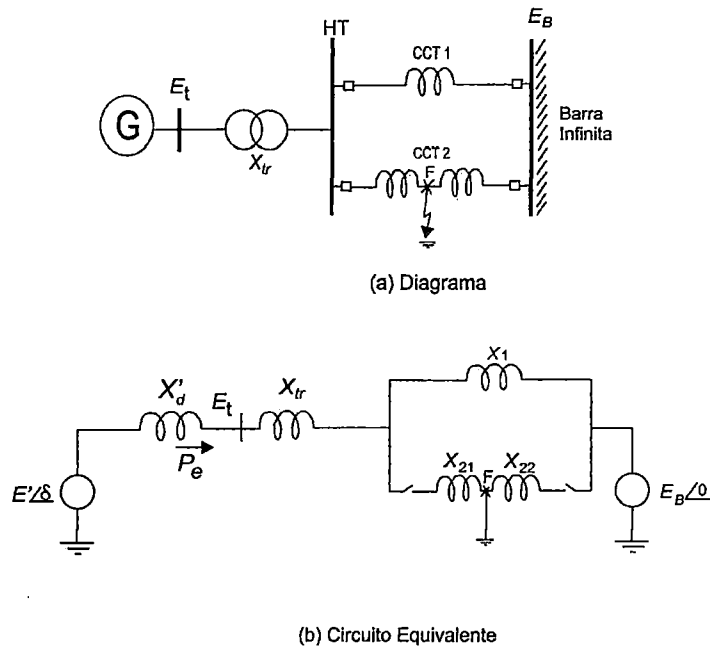 HT
E_B
CCT 1
E_t
G
Barra
Infinita
X_tr
CCT 2
F
(a) Diagrama
X_1
X'_d
E_t
X_tr
P_e
X_21
F
X_22
E'∠δ
E_B∠0
(b) Circuito Equivalente